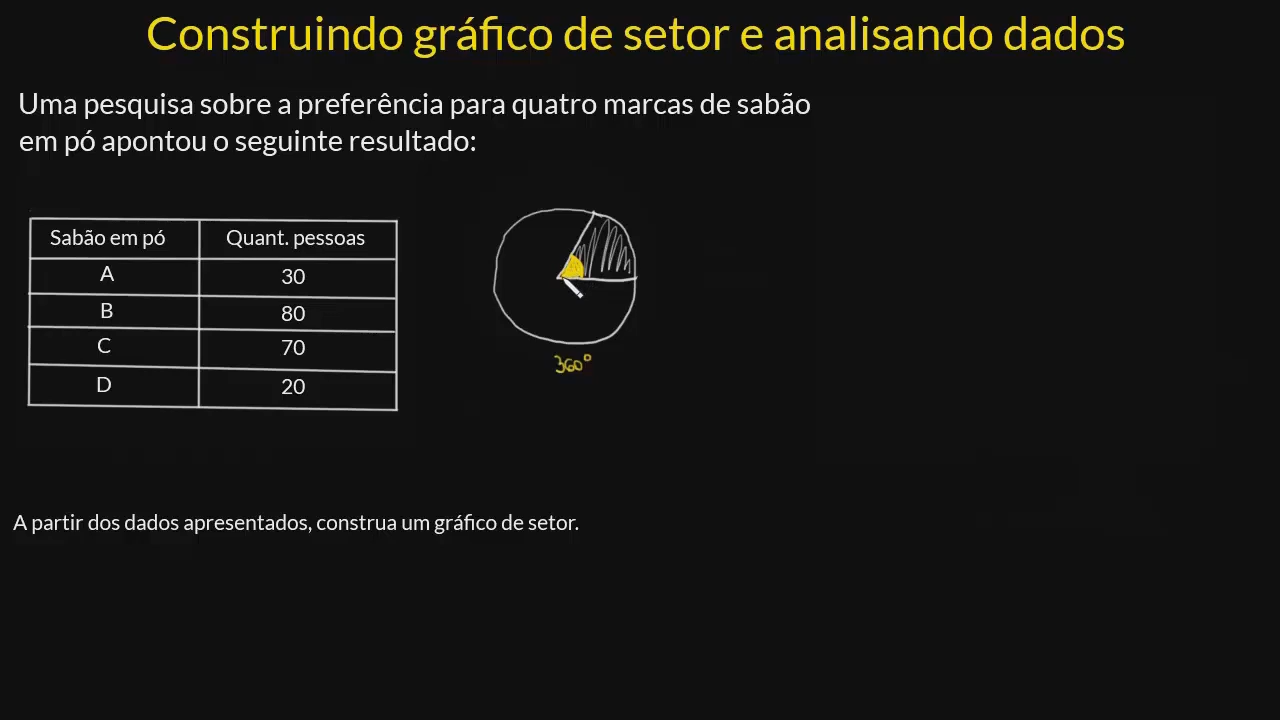 Construindo gráfico de setor e analisando dados
Uma pesquisa sobre a preferência para quatro marcas de sabão
em pó apontou o seguinte resultado:
Sabão em pó Quant. pessoas
A 30
B 80
C 70
D 20
360°
A partir dos dados apresentados, construa um gráfico de setor.